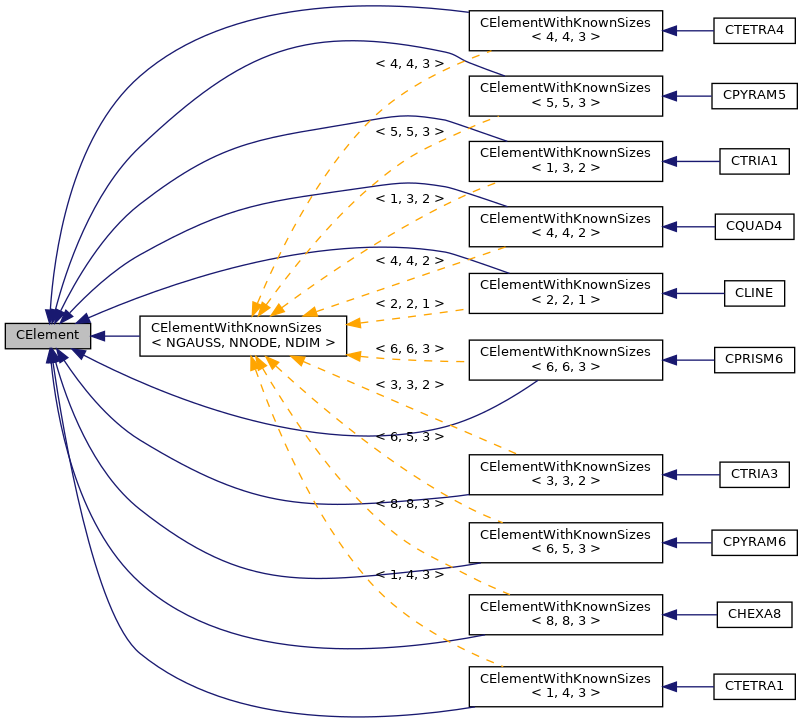 CElement
CElementWithKnownSizes
< NGAUSS, NNODE, NDIM >
< 4, 4, 3 >
< 5, 5, 3 >
< 1, 3, 2 >
< 4, 4, 2 >
< 2, 2, 1 >
< 6, 6, 3 >
< 3, 3, 2 >
< 6, 5, 3 >
< 8, 8, 3 >
< 1, 4, 3 >
CElementWithKnownSizes
< 4, 4, 3 >
CTETRA4
CElementWithKnownSizes
< 5, 5, 3 >
CPYRAM5
CElementWithKnownSizes
< 1, 3, 2 >
CTRIA1
CElementWithKnownSizes
< 4, 4, 2 >
CQUAD4
CElementWithKnownSizes
< 2, 2, 1 >
CLINE
CElementWithKnownSizes
< 6, 6, 3 >
CPRISM6
CElementWithKnownSizes
< 3, 3, 2 >
CTRIA3
CElementWithKnownSizes
< 6, 5, 3 >
CPYRAM6
CElementWithKnownSizes
< 8, 8, 3 >
CHEXA8
CElementWithKnownSizes
< 1, 4, 3 >
CTETRA1